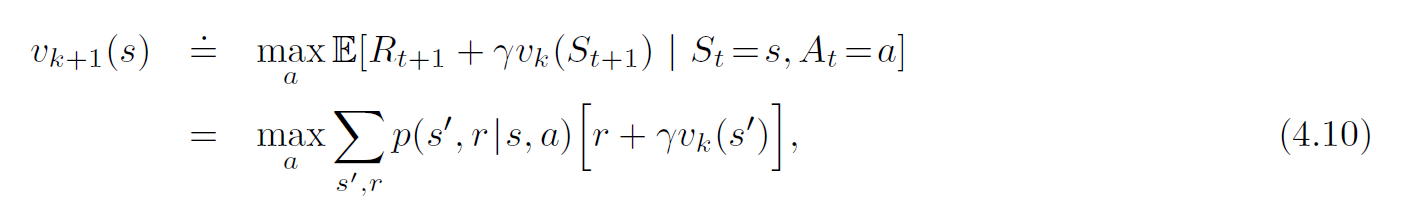 v_{k+1}(s) ≐ max_a 𝔼[R_{t+1} + γv_k(S_{t+1}) | S_t = s, A_t = a]
= max_a ∑_{s′,r} p(s′, r|s, a)[r + γv_k(s′)], (4.10)